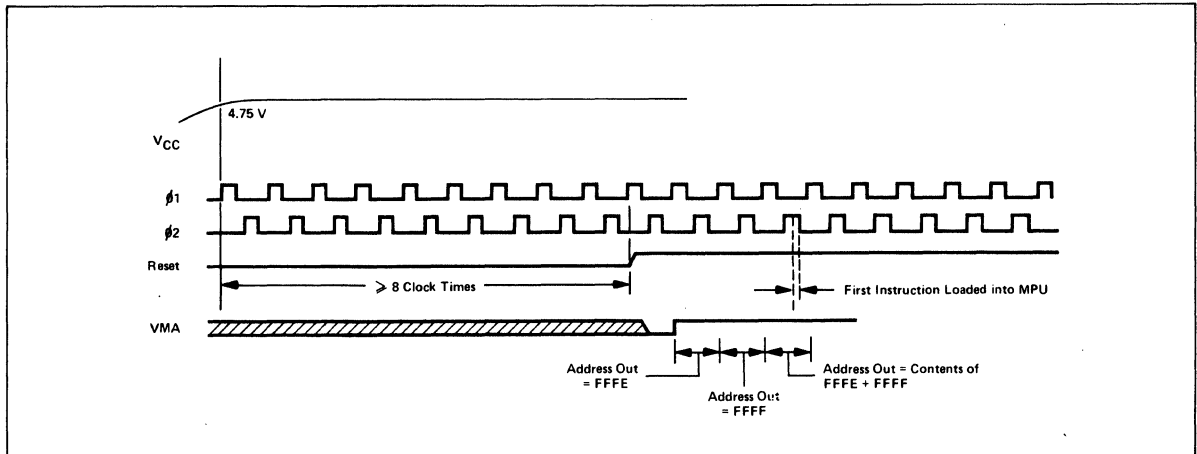 4.75 V
VCC
ϕ1
ϕ2
Reset
⩾ 8 Clock Times
First Instruction Loaded into MPU
VMA
Address Out
= FFFE
Address Out
= FFFF
Address Out = Contents of
FFFE + FFFF